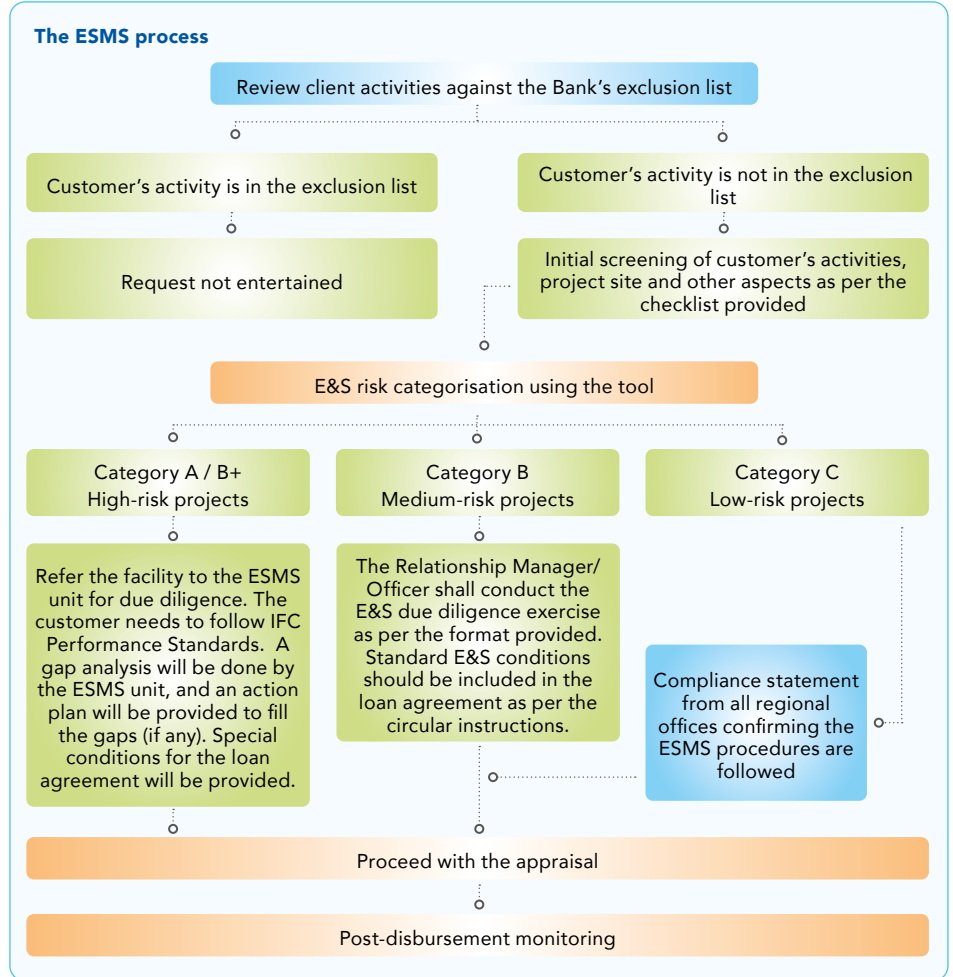 The ESMS process
Review client activities against the Bank's exclusion list
Customer's activity is in the exclusion list
Customer's activity is not in the exclusion
list
Request not entertained
Initial screening of customer's activities,
project site and other aspects as per the
checklist provided
E&S risk categorisation using the tool
Category A / B+
High-risk projects
Category B
Medium-risk projects
Category C
Low-risk projects
Refer the facility to the ESMS
unit for due diligence. The
customer needs to follow IFC
Performance Standards. A
gap analysis will be done by
the ESMS unit, and an action
plan will be provided to fill
the gaps (if any). Special
conditions for the loan
agreement will be provided.
The Relationship Manager/
Officer shall conduct the
E&S due diligence exercise
as per the format provided.
Standard E&S conditions
should be included in the
loan agreement as per the
circular instructions.
Compliance statement
from all regional
offices confirming the
ESMS procedures are
followed
Proceed with the appraisal
Post-disbursement monitoring